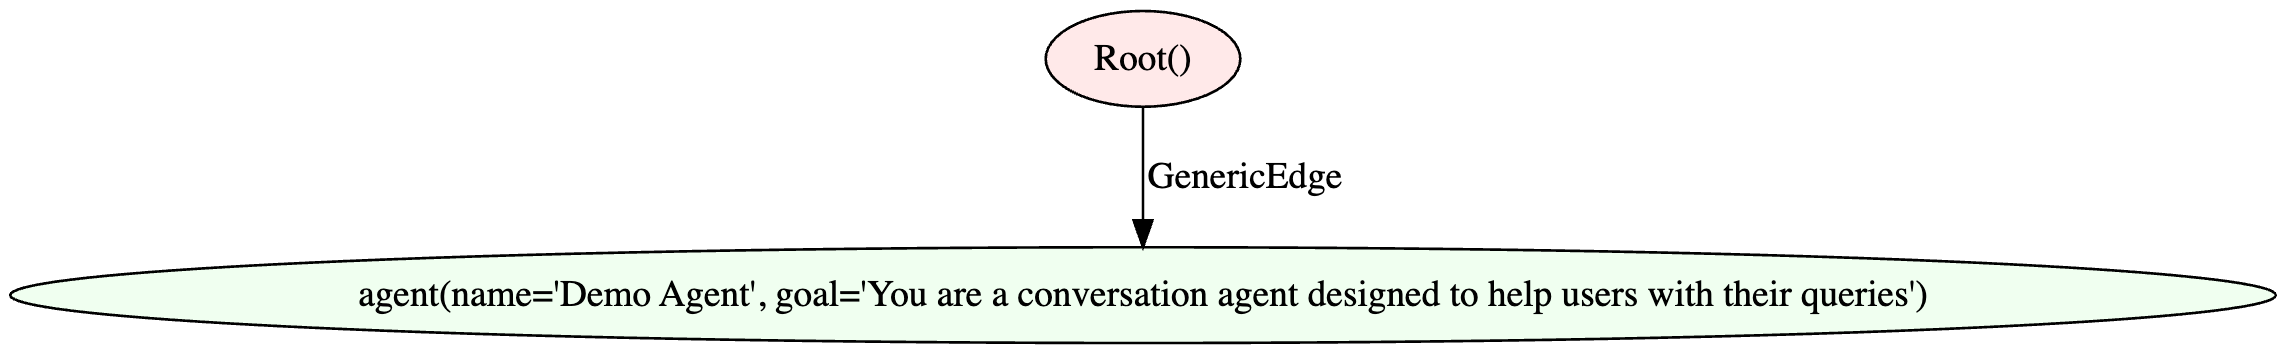 Root()
GenericEdge
agent(name='Demo Agent', goal='You are a conversation agent designed to help users with their queries')